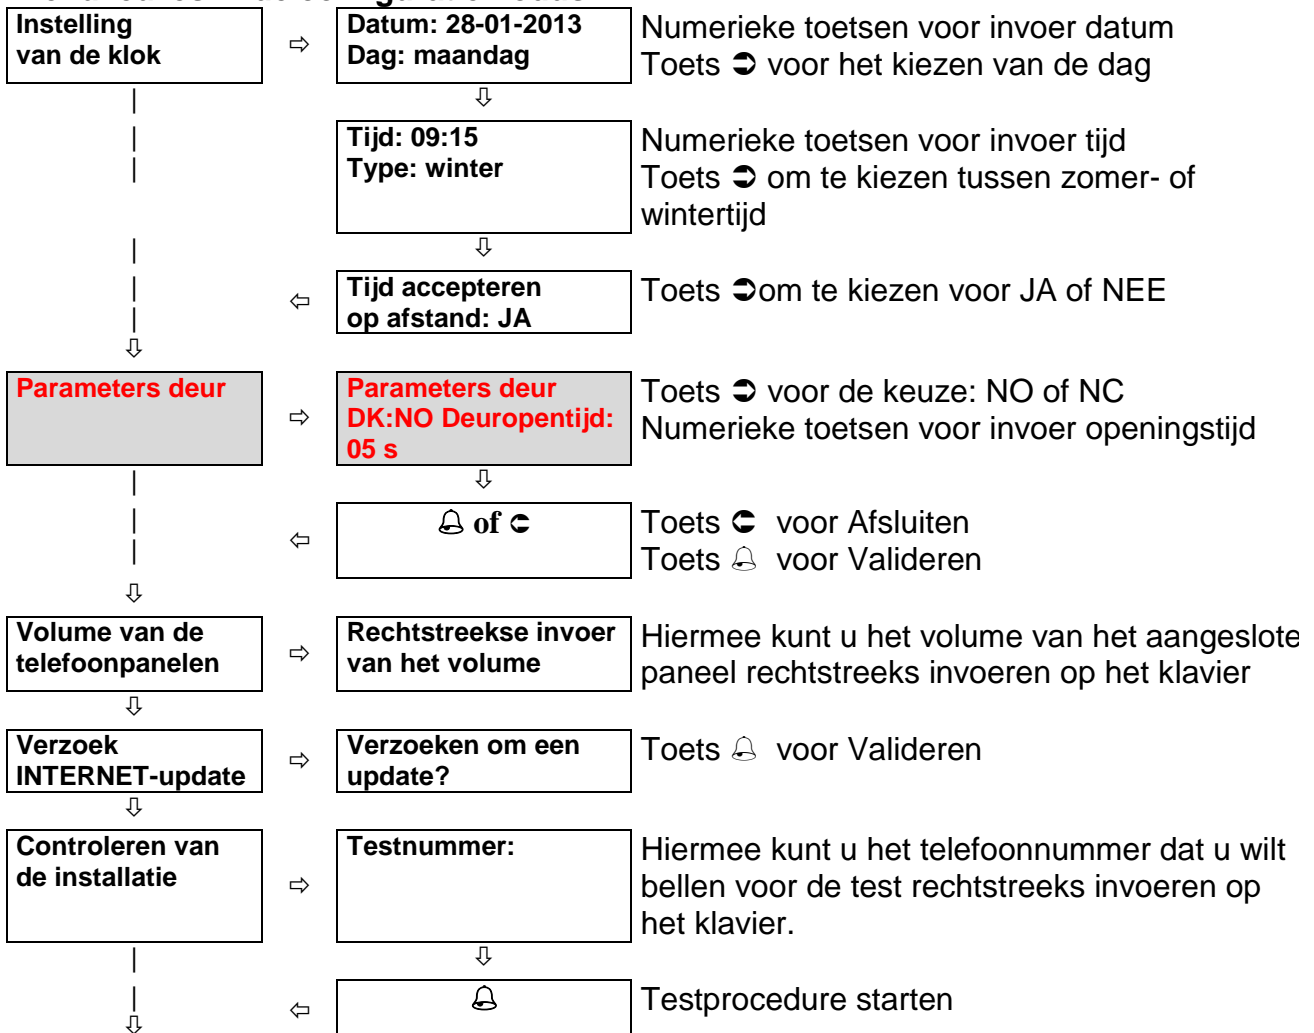 Instelling
van de klok
⇨
Datum: 28-01-2013
Dag: maandag
Numerieke toetsen voor invoer datum
Toets ➲ voor het kiezen van de dag
Tijd: 09:15
Type: winter
Numerieke toetsen voor invoer tijd
Toets ➲ om te kiezen tussen zomer- of
wintertijd
Tijd accepteren
op afstand: JA
Toets ➲om te kiezen voor JA of NEE
Parameters deur
Parameters deur
DK:NO Deuropentijd:
05 s
Toets ➲ voor de keuze: NO of NC
Numerieke toetsen voor invoer openingstijd
of
Toets voor Afsluiten
Toets voor Valideren
Volume van de
telefoonpanelen
Rechtstreekse invoer
van het volume
Hiermee kunt u het volume van het aangeslote
paneel rechtstreeks invoeren op het klavier
Verzoek
INTERNET-update
Verzoeken om een
update?
Toets voor Valideren
Controleren van
de installatie
Testnummer:
Hiermee kunt u het telefoonnummer dat u wilt
bellen voor de test rechtstreeks invoeren op
het klavier.
Testprocedure starten